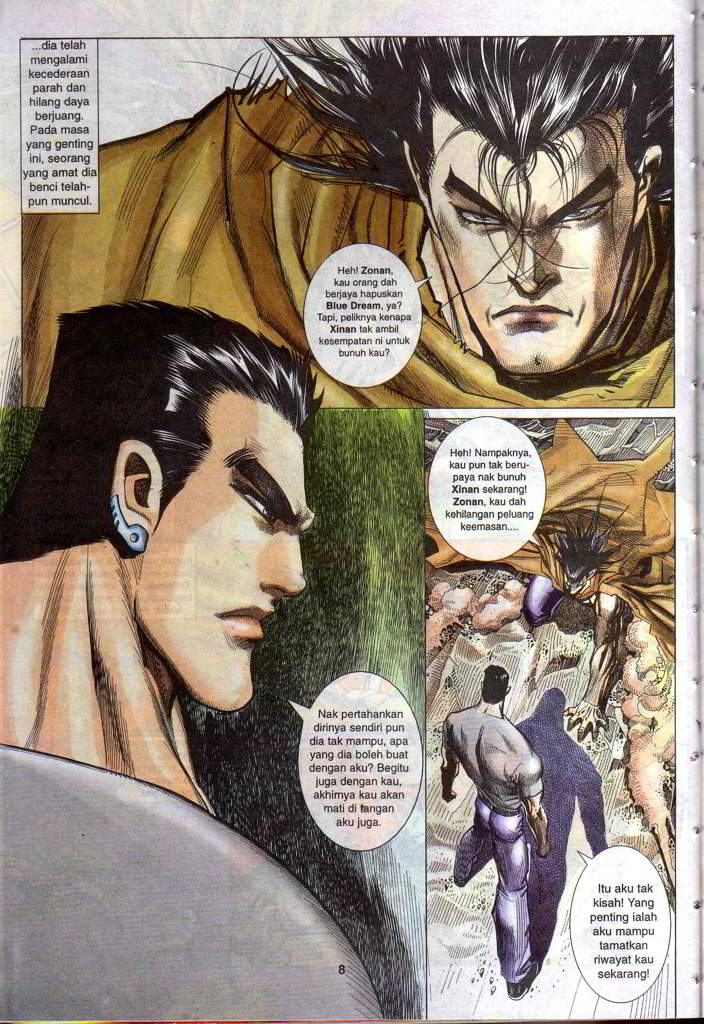 ...dia telah
mengalami
kecederaan
parah dan
hilang daya
berjuang.
Pada masa
yang genting
ini, seorang
yang amat dia
benci telah-
pun muncul.
Heh! Zonan,
kau orang dah
berjaya hapuskan
Blue Dream, ya?
Tapi, peliknya kenapa
Xinan tak ambil
kesempatan ni untuk
bunuh kau?
Heh! Nampaknya,
kau pun tak beru-
paya nak bunuh
Xinan sekarang!
Zonan, kau dah
kehilangan peluang
keemasan....
Nak pertahankan
dirinya sendiri pun
dia tak mampu, apa
yang dia boleh buat
dengan aku? Begitu
juga dengan kau,
akhirnya kau akan
mati di tangan
aku juga.
Itu aku tak
kisah! Yang
penting ialah
aku mampu
tamatkan
riwayat kau
sekarang!
8